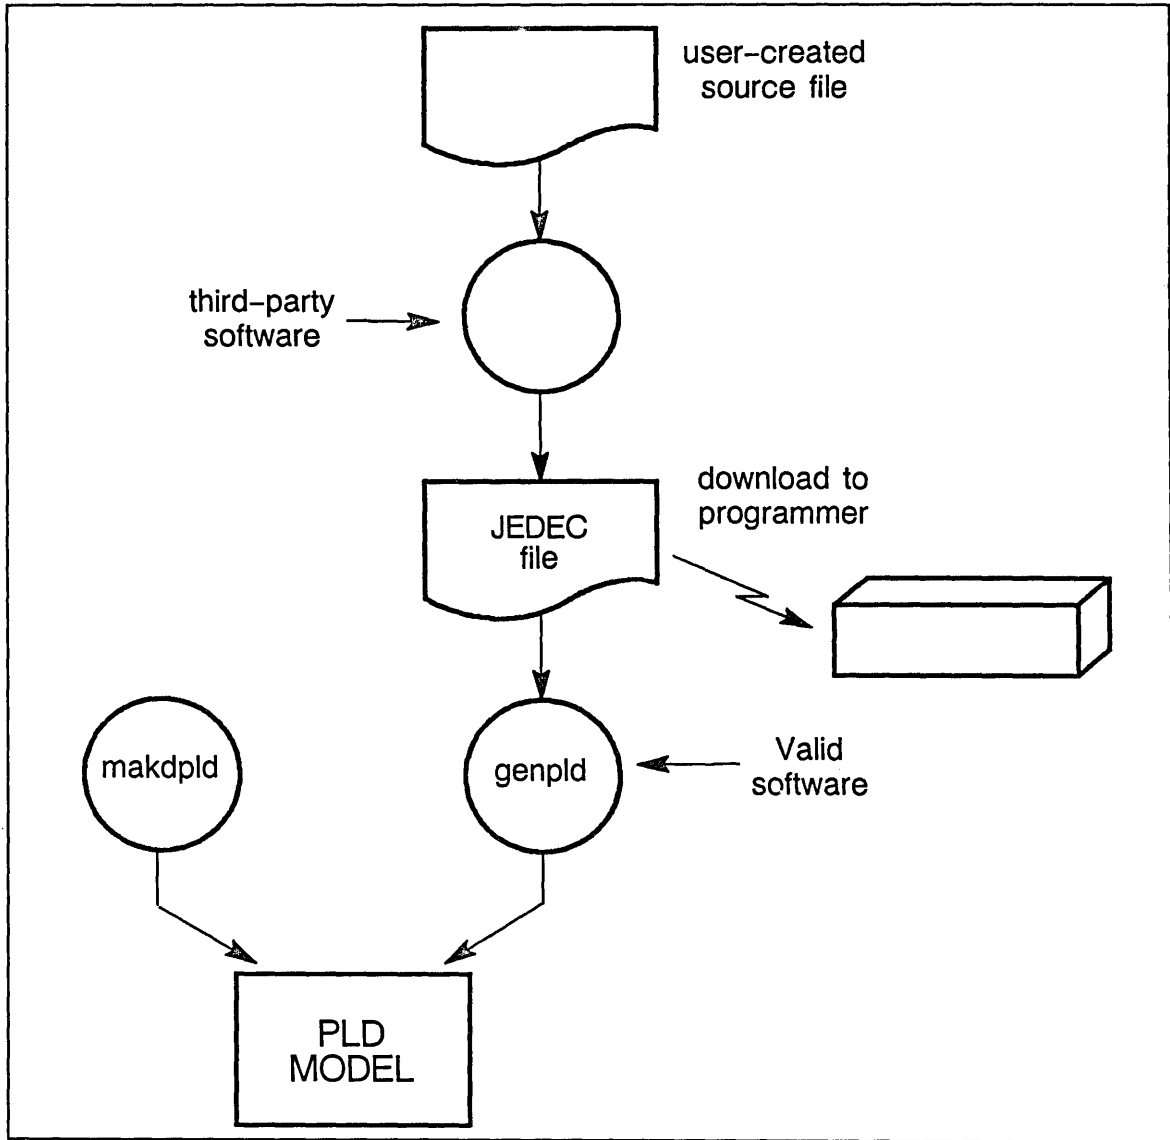 user-created
source file
third-party
software
download to
programmer
JEDEC
file
makdpld
genpld
Valid
software
PLD
MODEL